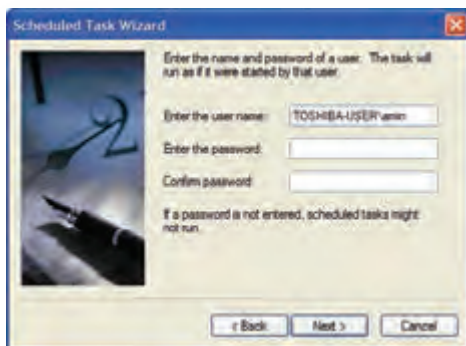 Scheduled Task Wizard
Enter the name and password of a user. The task will
run as if it were started by that user.
Enter the user name: TOSHIBA-USER\amin
Enter the password:
Confirm password:
If a password is not entered, scheduled tasks might
not run.
< Back Next > Cancel